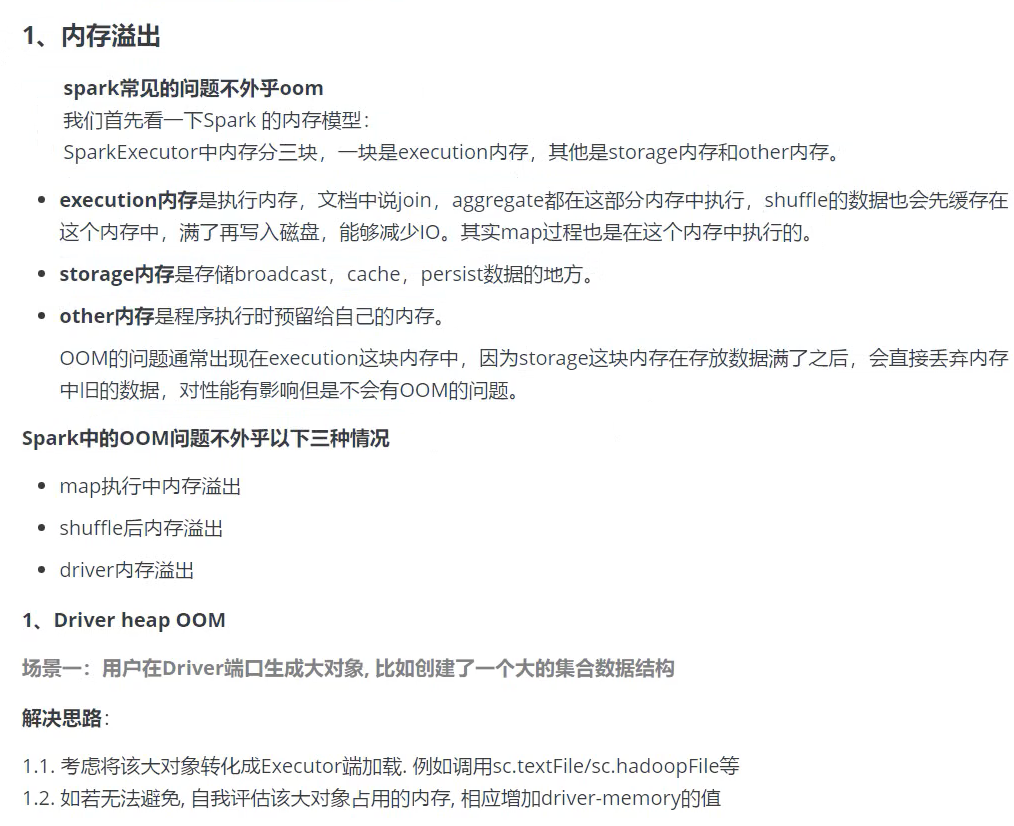 1、内存溢出
spark常见的问题不外乎oom
我们首先看一下Spark 的内存模型：
SparkExecutor中内存分三块，一块是execution内存，其他是storage内存和other内存。
• execution内存是执行内存，文档中说join，aggregate都在这部分内存中执行，shuffle的数据也会先缓存在
这个内存中，满了再写入磁盘，能够减少IO。其实map过程也是在这个内存中执行的。
• storage内存是存储broadcast，cache，persist数据的地方。
• other内存是程序执行时预留给自己的内存。
OOM的问题通常出现在execution这块内存中，因为storage这块内存在存放数据满了之后，会直接丢弃内存
中旧的数据，对性能有影响但是不会有OOM的问题。
Spark中的OOM问题不外乎以下三种情况
• map执行中内存溢出
• shuffle后内存溢出
• driver内存溢出
1、Driver heap OOM
场景一：用户在Driver端口生成大对象, 比如创建了一个大的集合数据结构
解决思路：
1.1. 考虑将该大对象转化成Executor端加载. 例如调用sc.textFile/sc.hadoopFile等
1.2. 如若无法避免, 自我评估该大对象占用的内存, 相应增加driver-memory的值